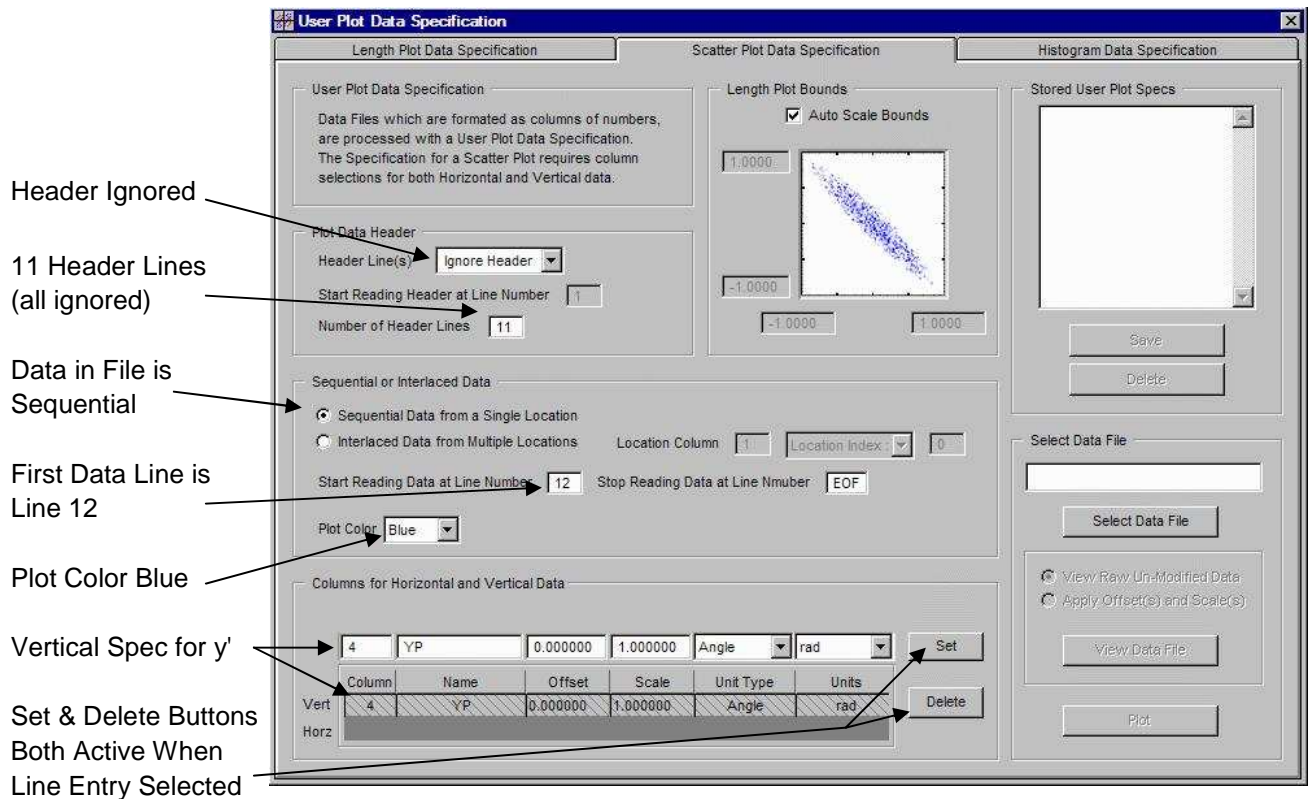 User Plot Data Specification
Length Plot Data Specification
Scatter Plot Data Specification
Histogram Data Specification
User Plot Data Specification
Data Files which are formated as columns of numbers,
are processed with a User Plot Data Specification.
The Specification for a Scatter Plot requires column
selections for both Horizontal and Vertical data.
Length Plot Bounds
Auto Scale Bounds
1.0000
-1.0000
-1.0000
1.0000
Stored User Plot Specs
Save
Delete
Header Ignored
11 Header Lines
(all ignored)
Plot Data Header
Header Line(s)
Ignore Header
Start Reading Header at Line Number
1
Number of Header Lines
11
Data in File is
Sequential
First Data Line is
Line 12
Plot Color Blue
Sequential or Interlaced Data
Sequential Data from a Single Location
Interlaced Data from Multiple Locations
Location Column
1
Location Index :
0
Start Reading Data at Line Number
12
Stop Reading Data at Line Nmuber
EOF
Plot Color
Blue
Select Data File
Select Data File
View Raw Un-Modified Data
Apply Offset(s) and Scale(s)
View Data File
Plot
Vertical Spec for y'
Set & Delete Buttons
Both Active When
Line Entry Selected
Columns for Horizontal and Vertical Data
4 YP 0.000000 1.000000 Angle rad Set
Column Name Offset Scale Unit Type Units
Vert 4 YP 0.000000 1.000000 Angle rad Delete
Horz